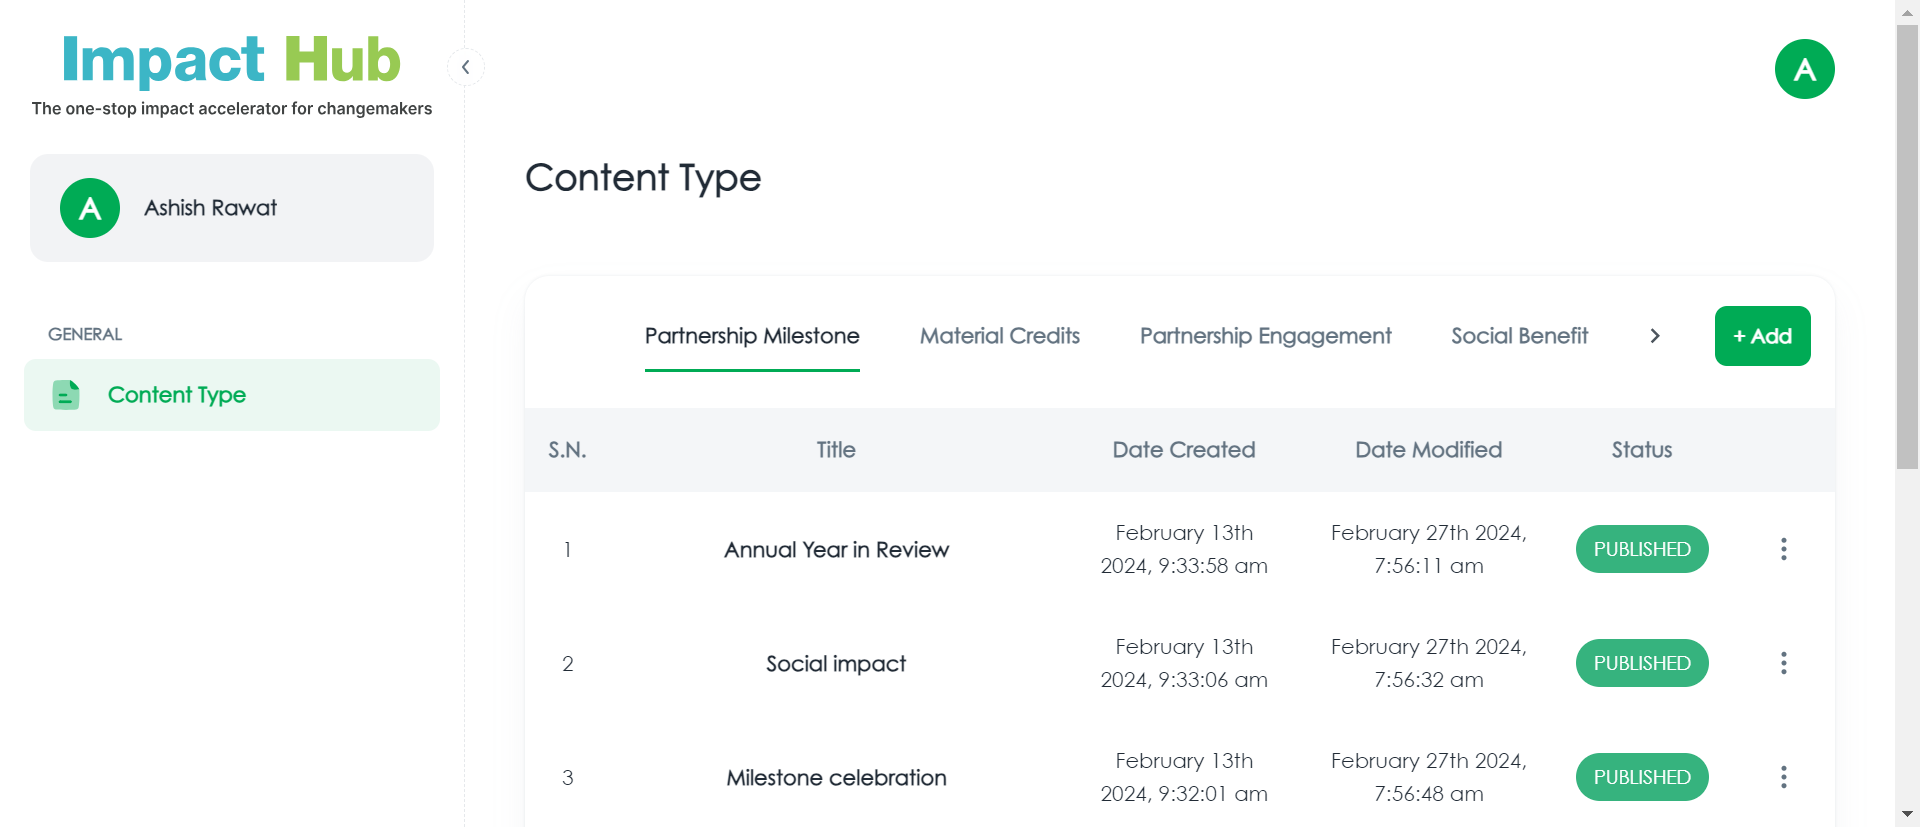 Impact Hub
The one-stop impact accelerator for changemakers
A
A
Ashish Rawat
GENERAL
Content Type
Content Type
Partnership Milestone
Material Credits
Partnership Engagement
Social Benefit
+ Add
S.N.
Title
Date Created
Date Modified
Status
1
Annual Year in Review
February 13th
2024, 9:33:58 am
February 27th 2024,
7:56:11 am
PUBLISHED
2
Social impact
February 13th
2024, 9:33:06 am
February 27th 2024,
7:56:32 am
PUBLISHED
3
Milestone celebration
February 13th
2024, 9:32:01 am
February 27th 2024,
7:56:48 am
PUBLISHED